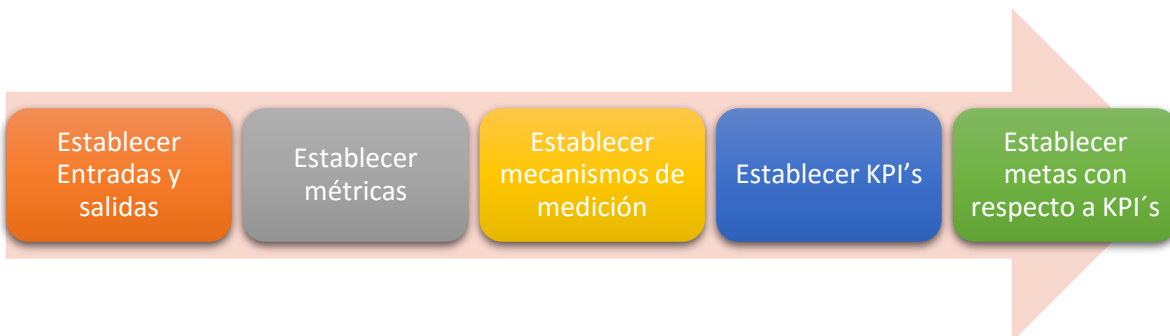 Establecer
Entradas y
salidas
Establecer
métricas
Establecer
mecanismos de
medición
Establecer KPI’s
Establecer
metas con
respecto a KPI´s